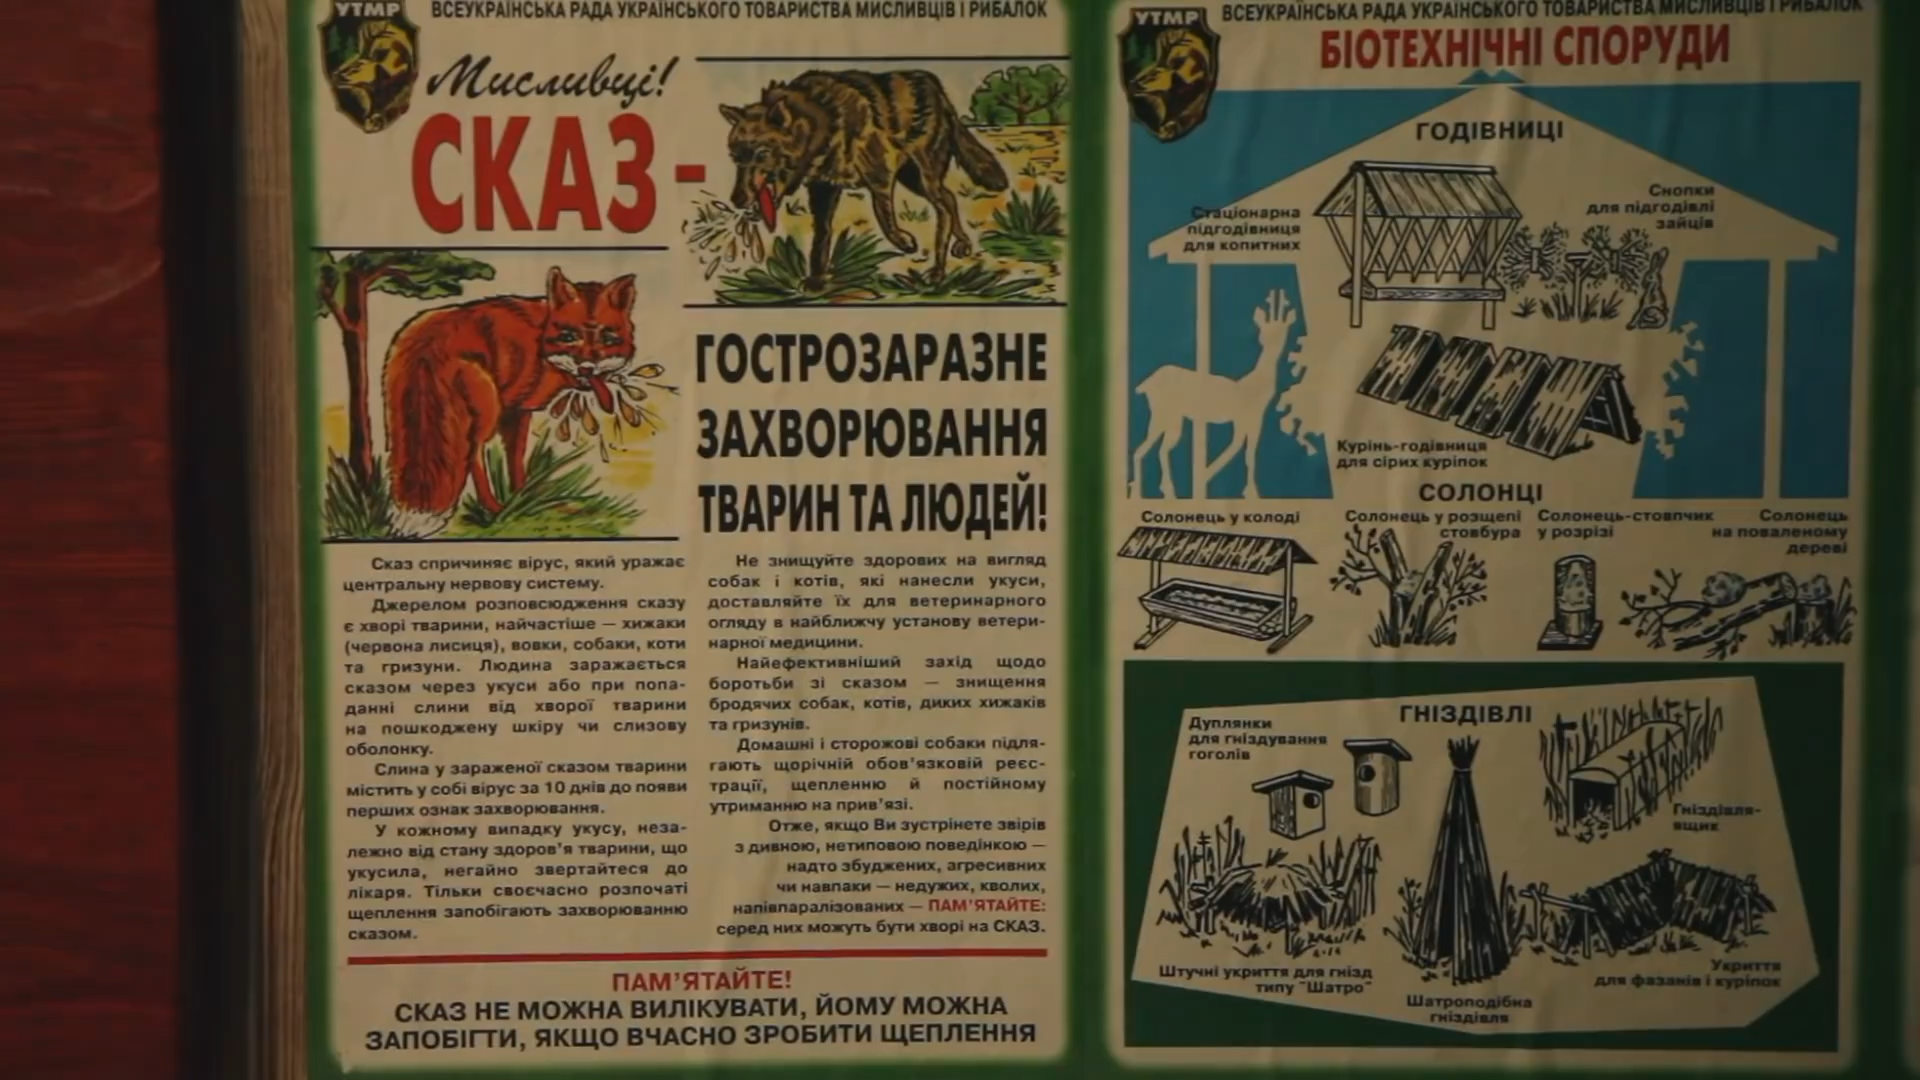 УТМР
ВСЕУКРАЇНСЬКА РАДА УКРАЇНСЬКОГО ТОВАРИСТВА МИСЛИВЦІВ І РИБАЛОК
Мисливці!
СКАЗ -
ГОСТРОЗАРАЗНЕ
ЗАХВОРЮВАННЯ
ТВАРИН ТА ЛЮДЕЙ!
Сказ спричиняє вірус, який уражає
центральну нервову систему.
Джерелом розповсюдження сказу
є хворі тварини, найчастіше — хижаки
(червона лисиця), вовки, собаки, коти
та гризуни. Людина заражається
сказом через укуси або при попа-
данні слини від хворої тварини
на пошкоджену шкіру чи слизову
оболонку.
Слина у зараженої сказом тварини
містить у собі вірус за 10 днів до появи
перших ознак захворювання.
У кожному випадку укусу, неза-
лежно від стану здоров'я тварини, що
укусила, негайно звертайтеся до
лікаря. Тільки своєчасно розпочаті
щеплення запобігають захворюванню
сказом.
Не знищуйте здорових на вигляд
собак і котів, які нанесли укуси,
доставляйте їх для ветеринарного
огляду в найближчу установу ветери-
нарної медицини.
Найефективніший захід щодо
боротьби зі сказом — знищення
бродячих собак, котів, диких хижаків
та гризунів.
Домашні і сторожові собаки підля-
гають щорічній обов'язковій реєс-
трації, щепленню й постійному
утриманню на прив'язі.
Отже, якщо Ви зустрінете звірів
з дивною, нетиповою поведінкою —
надто збуджених, агресивних
чи навпаки — недужих, кволих,
напівпаралізованих — ПАМ'ЯТАЙТЕ:
серед них можуть бути хворі на СКАЗ.
ПАМ'ЯТАЙТЕ!
СКАЗ НЕ МОЖНА ВИЛІКУВАТИ, ЙОМУ МОЖНА
ЗАПОБІГТИ, ЯКЩО ВЧАСНО ЗРОБИТИ ЩЕПЛЕННЯ
УТМР
ВСЕУКРАЇНСЬКА РАДА УКРАЇНСЬКОГО ТОВАРИСТВА МИСЛИВЦІВ І РИБАЛОК
БІОТЕХНІЧНІ СПОРУДИ
ГОДІВНИЦІ
Стаціонарна
підгодівниця
для копитних
Снопки
для підгодівлі
зайців
Курінь-годівниця
для сірих куріпок
СОЛОНЦІ
Солонець у колоді
Солонець у розщепі
стовбура
Солонець-стовпчик
у розрізі
Солонець
на поваленому
дереві
ГНІЗДІВЛІ
Дуплянки
для гніздування
гоголів
Гніздівля-
ящик
Штучні укриття для гнізд
типу "Шатро"
Шатроподібна
гніздівля
Укриття
для фазанів і куріпок